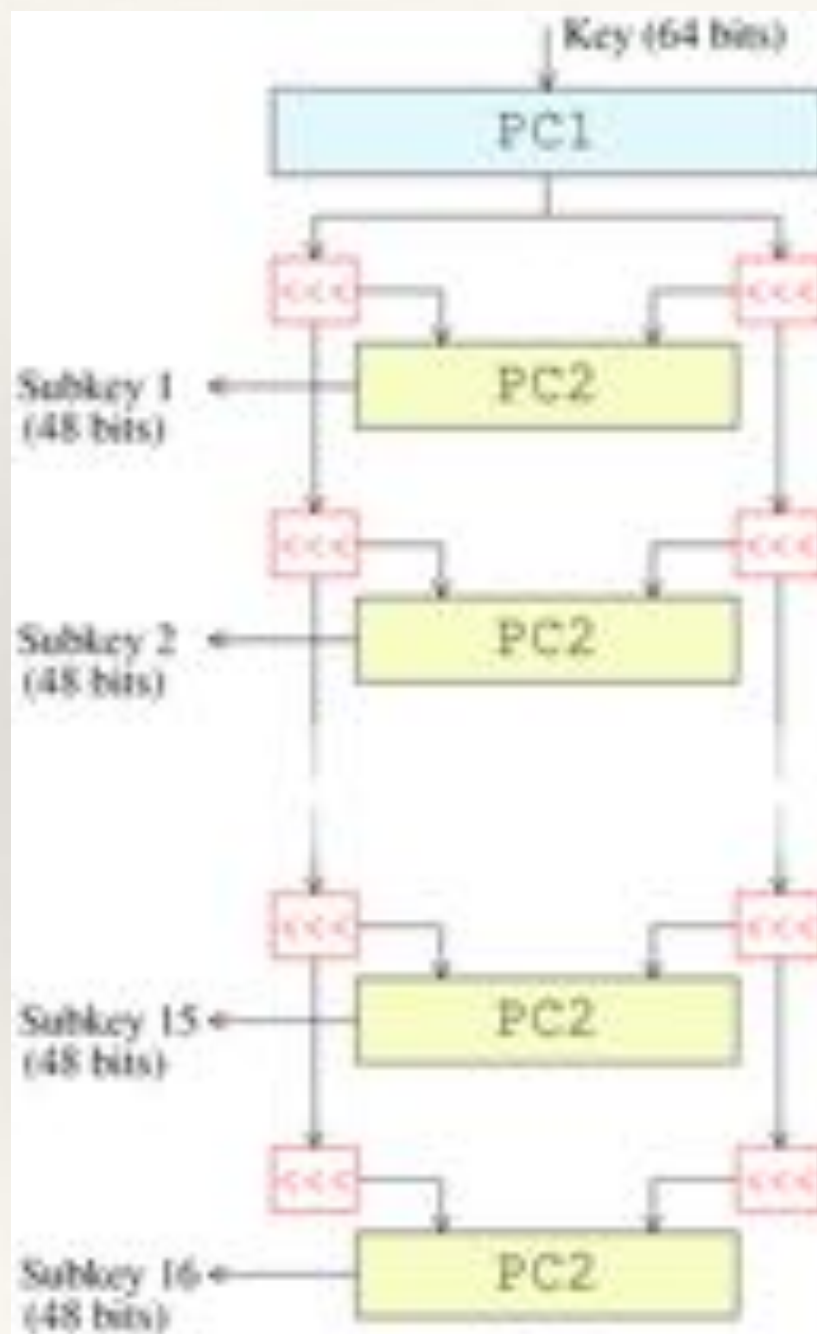 Key (64 bits)
PC1
<<<
<<<
Subkey 1
(48 bits)
PC2
<<<
<<<
Subkey 2
(48 bits)
PC2
<<<
<<<
Subkey 15
(48 bits)
PC2
<<<
<<<
Subkey 16
(48 bits)
PC2